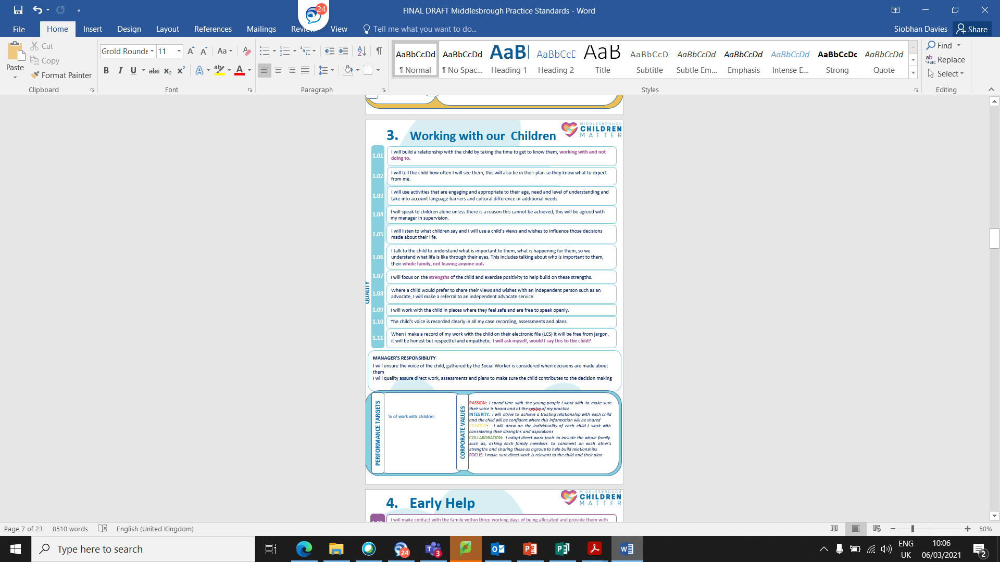 24
FINAL DRAFT Middlesbrough Practice Standards - Word
File Home Insert Design Layout References Mailings View Tell me what you want to do...
Siobhan Davies Share
Paste
Cut
Copy
Format Painter
Clipboard
Grold Rounde 11
Font
Paragraph
AaBbCcDd AaBbCcDd AaB AaBbCcD AaB AaBbCcD AaBbCcDd AaBbCcDd AaBbCcDd AaBbCcDc AaBbCcDd
¶ Normal ¶ No Spac... Heading 1 Heading 2 Title Subtitle Subtle Em... Emphasis Intense E... Strong Quote
Styles
Find
Replace
Select
Editing
MIDDLESBROUGH
CHILDREN
MATTER
3. Working with our Children
1.01 I will build a relationship with the child by taking the time to get to know them, working with and not
doing to.
1.02 I will tell the child how often I will see them, this will also be in their plan so they know what to expect
from me.
1.03 I will use activities that are engaging and appropriate to their age, need and level of understanding and
take into account language barriers and cultural difference or additional needs.
1.04 I will speak to children alone unless there is a reason this cannot be achieved, this will be agreed with
my manager in supervision.
1.05 I will listen to what children say and I will use a child's views and wishes to influence those decisions
made about their life.
1.06 I talk to the child to understand what is important to them, what is happening for them, so we
understand what life is like through their eyes. This includes talking about who is important to them,
their whole family, not leaving anyone out.
1.07 I will focus on the strengths of the child and exercise positivity to help build on these strengths.
QUALITY
1.08 Where a child would prefer to share their views and wishes with an independent person such as an
advocate, I will make a referral to an independent advocate service.
1.09 I will work with the child in places where they feel safe and are free to speak openly.
1.10 The child's voice is recorded clearly in all my case recording, assessments and plans.
1.11 When I make a record of my work with the child on their electronic file (LCS) it will be free from jargon,
it will be honest but respectful and empathetic. I will ask myself, would I say this to the child?
MANAGER'S RESPONSIBILITY
I will ensure the voice of the child, gathered by the Social Worker is considered when decisions are made about
them
I will quality assure direct work, assessments and plans to make sure the child contributes to the decision making
PERFORMANCE TARGETS
% of work with children
CORPORATE VALUES
PASSION: I spend time with the young people I work with to make sure
their voice is heard and at the centre of my practice
INTEGRITY: I will strive to achieve a trusting relationship with each child
and the child will be confident where this information will be shared
CREATIVE: I will draw on the individuality of each child I work with
considering their strengths and aspirations
COLLABORATION: I adapt direct work tools to include the whole family.
Such as, asking each family members to comment on each other's
strengths and sharing these as a group to help build relationships
FOCUS: I make sure direct work is relevant to the child and their plan
MIDDLESBROUGH
CHILDREN
MATTER
4. Early Help
I will make contact with the family within three working days of being allocated and provide them with
Page 7 of 23 8510 words English (United Kingdom) 50%
Type here to search
24
3
ENG
UK
10:06
06/03/2021
2